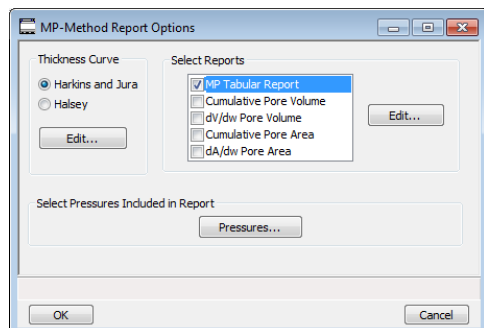 MP-Method Report Options
Thickness Curve
Harkins and Jura
Halsey
Edit...
Select Reports
MP Tabular Report
Cumulative Pore Volume
dV/dw Pore Volume
Cumulative Pore Area
dA/dw Pore Area
Edit...
Select Pressures Included in Report
Pressures...
OK
Cancel